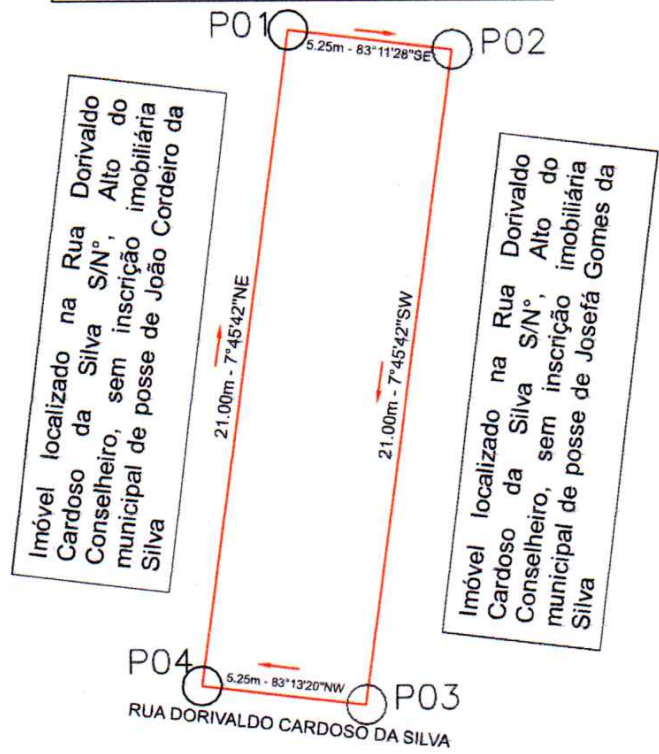 P01
P02
5.25m - 83°11'28"SE
Imóvel localizado na Rua Dorivaldo
Cardoso da Silva S/N°, Alto do
Conselheiro, sem inscrição imobiliária
municipal de posse de João Cordeiro da
Silva
21.00m - 7°45'42"NE
21.00m - 7°45'42"SW
Imóvel localizado na Rua Dorivaldo
Cardoso da Silva S/N°, Alto do
Conselheiro, sem inscrição imobiliária
municipal de posse de Josefá Gomes da
Silva
P04
5.25m - 83°13'20"NW
P03
RUA DORIVALDO CARDOSO DA SILVA